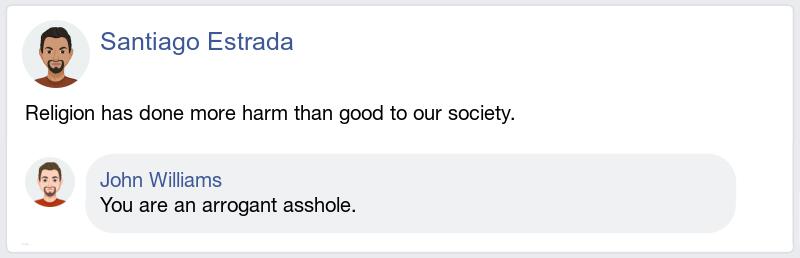 Santiago Estrada
Religion has done more harm than good to our society.
John Williams
You are an arrogant asshole.